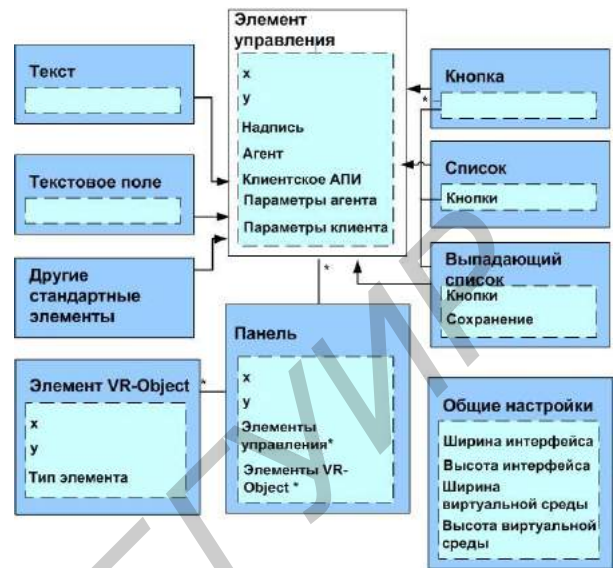 Элемент
управления
x
y
Надпись
Агент
Клиентское АПИ
Параметры агента
Параметры клиента
Текст
Текстовое поле
Другие
стандартные
элементы
Кнопка
*
Список
Кнопки
Выпадающий
список
Кнопки
Сохранение
*
Панель
x
y
Элементы
управления*
Элементы VR-
Object *
Элемент VR-Object
*
x
y
Тип элемента
Общие настройки
Ширина интерфейса
Высота интерфейса
Ширина
виртуальной среды
Высота виртуальной
среды
ГУИР